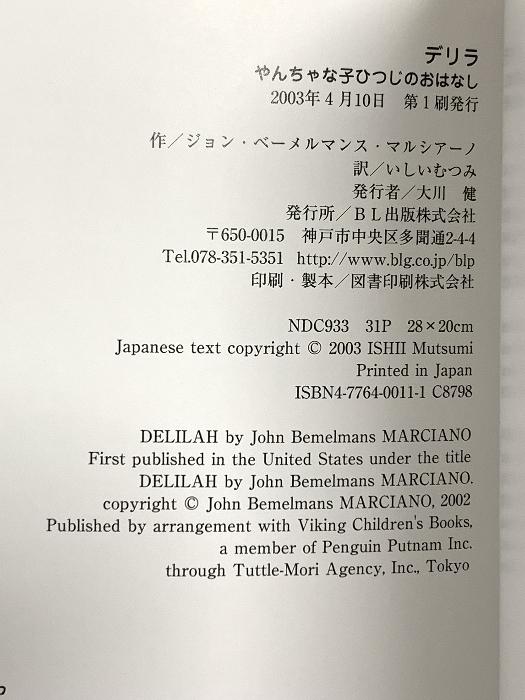 デリラ
やんちゃな子ひつじのおはなし
2003年4月10日　第1刷発行
作／ジョン・ベーメルマンス・マルシアーノ
訳／いしいむつみ
発行者／大川　健
発行所／BL出版株式会社
〒650-0015　神戸市中央区多聞通2-4-4
Tel.078-351-5351　http://www.blg.co.jp/blp
印刷・製本／図書印刷株式会社
NDC933　31P　28×20cm
Japanese text copyright © 2003 ISHII Mutsumi
Printed in Japan
ISBN4-7764-0011-1 C8798
DELILAH by John Bemelmans MARCIANO
First published in the United States under the title
DELILAH by John Bemelmans MARCIANO.
copyright © John Bemelmans MARCIANO, 2002
Published by arrangement with Viking Children's Books,
a member of Penguin Putnam Inc.
through Tuttle-Mori Agency, Inc., Tokyo